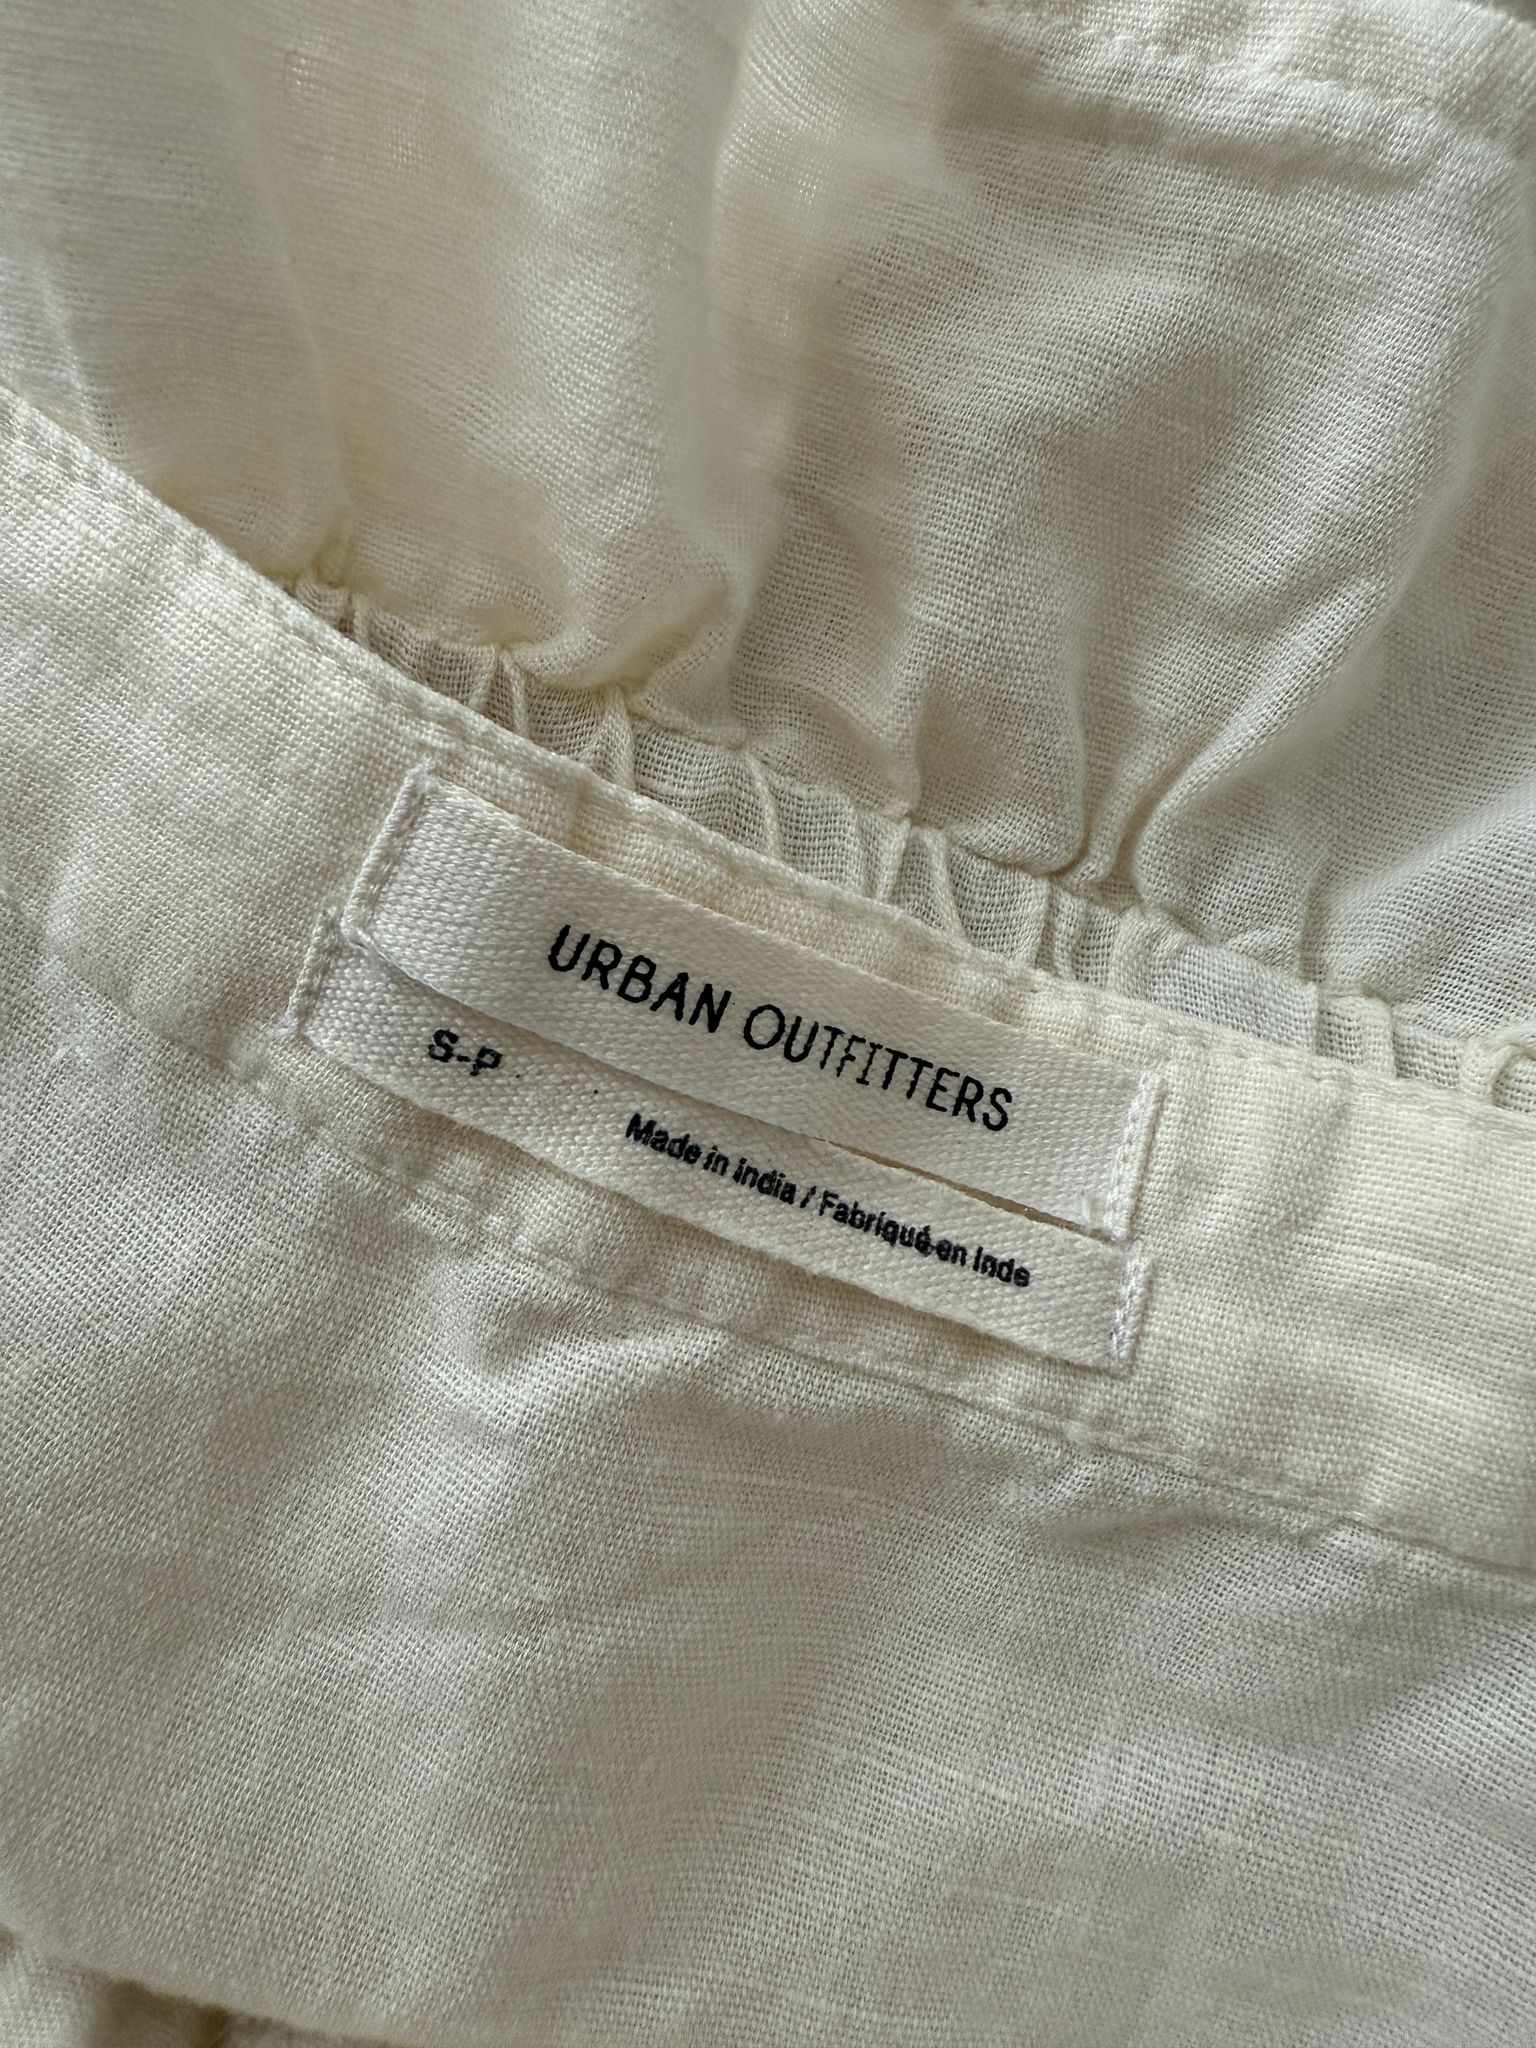 URBAN OUTFITTERS
S-P
Made in India / Fabriqué en Inde